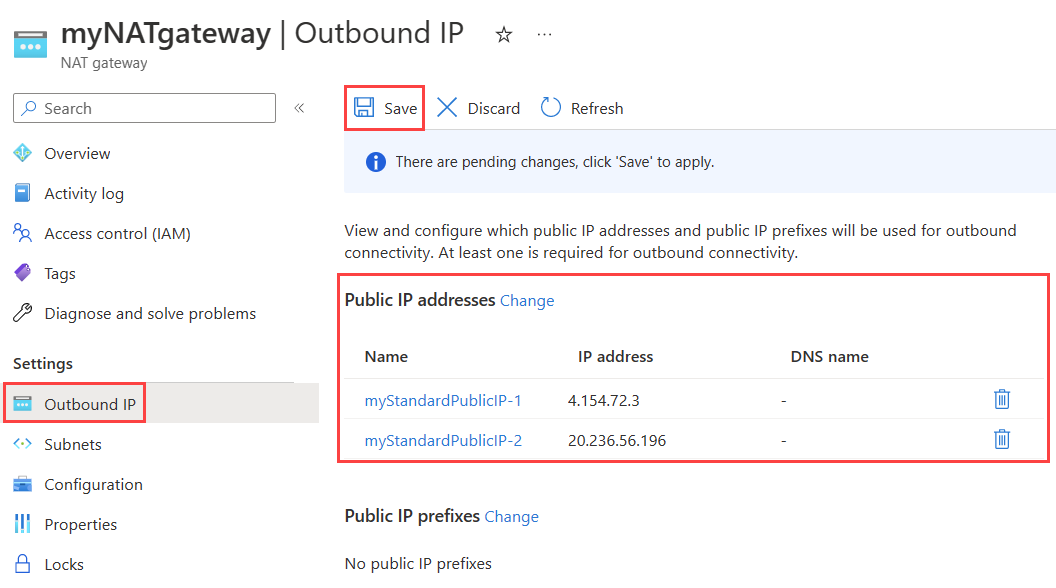 myNATgateway | Outbound IP ☆ ...
NAT gateway
Search «
Save Discard Refresh
There are pending changes, click 'Save' to apply.
Overview
Activity log
Access control (IAM)
Tags
Diagnose and solve problems
Settings
Outbound IP
Subnets
Configuration
Properties
Locks
View and configure which public IP addresses and public IP prefixes will be used for outbound
connectivity. At least one is required for outbound connectivity.
Public IP addresses Change
Name IP address DNS name
myStandardPublicIP-1 4.154.72.3 -
myStandardPublicIP-2 20.236.56.196 -
Public IP prefixes Change
No public IP prefixes